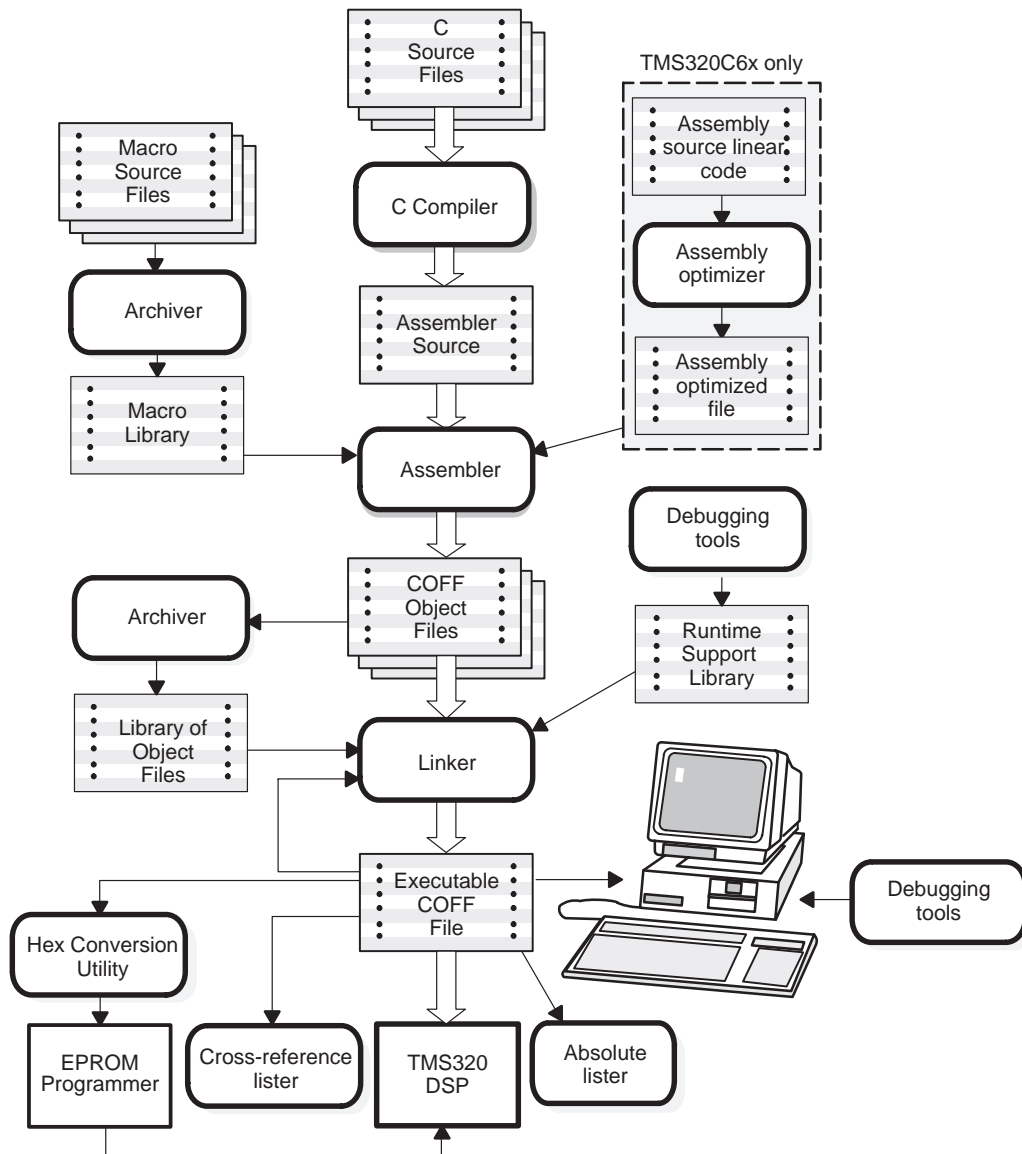 C
Source
Files
TMS320C6x only
Macro
Source
Files
Assembly
source linear
code
C Compiler
Assembly
optimizer
Archiver
Assembler
Source
Assembly
optimized
file
Macro
Library
Assembler
Debugging
tools
COFF
Object
Files
Archiver
Runtime
Support
Library
Library of
Object
Files
Linker
Executable
COFF
File
Debugging
tools
Hex Conversion
Utility
EPROM
Programmer
Cross-reference
lister
TMS320
DSP
Absolute
lister